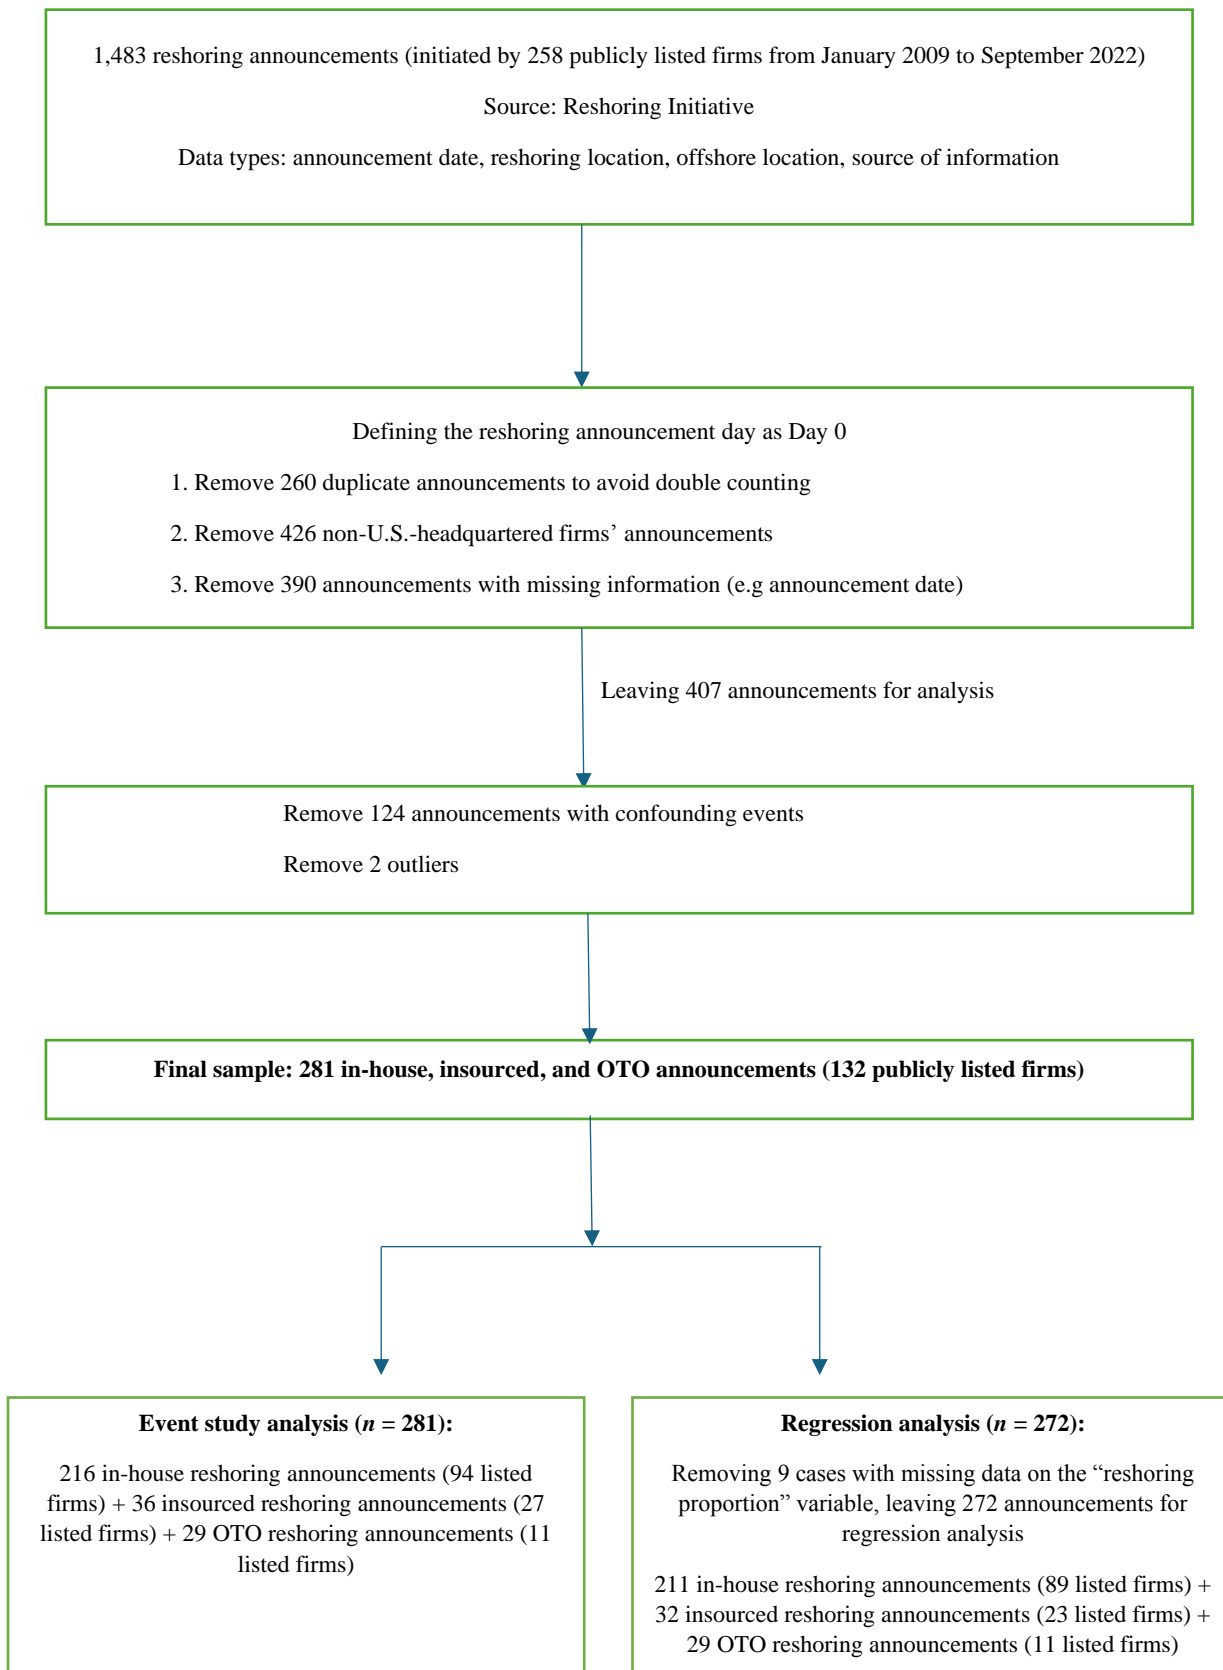 1,483 reshoring announcements (initiated by 258 publicly listed firms from January 2009 to September 2022)
Source: Reshoring Initiative
Data types: announcement date, reshoring location, offshore location, source of information
Defining the reshoring announcement day as Day 0
1. Remove 260 duplicate announcements to avoid double counting
2. Remove 426 non-U.S.-headquartered firms’ announcements
3. Remove 390 announcements with missing information (e.g announcement date)
Leaving 407 announcements for analysis
Remove 124 announcements with confounding events
Remove 2 outliers
Final sample: 281 in-house, insourced, and OTO announcements (132 publicly listed firms)
Event study analysis (n = 281):
216 in-house reshoring announcements (94 listed
firms) + 36 insourced reshoring announcements (27
listed firms) + 29 OTO reshoring announcements (11
listed firms)
Regression analysis (n = 272):
Removing 9 cases with missing data on the “reshoring
proportion” variable, leaving 272 announcements for
regression analysis
211 in-house reshoring announcements (89 listed firms) +
32 insourced reshoring announcements (23 listed firms) +
29 OTO reshoring announcements (11 listed firms)